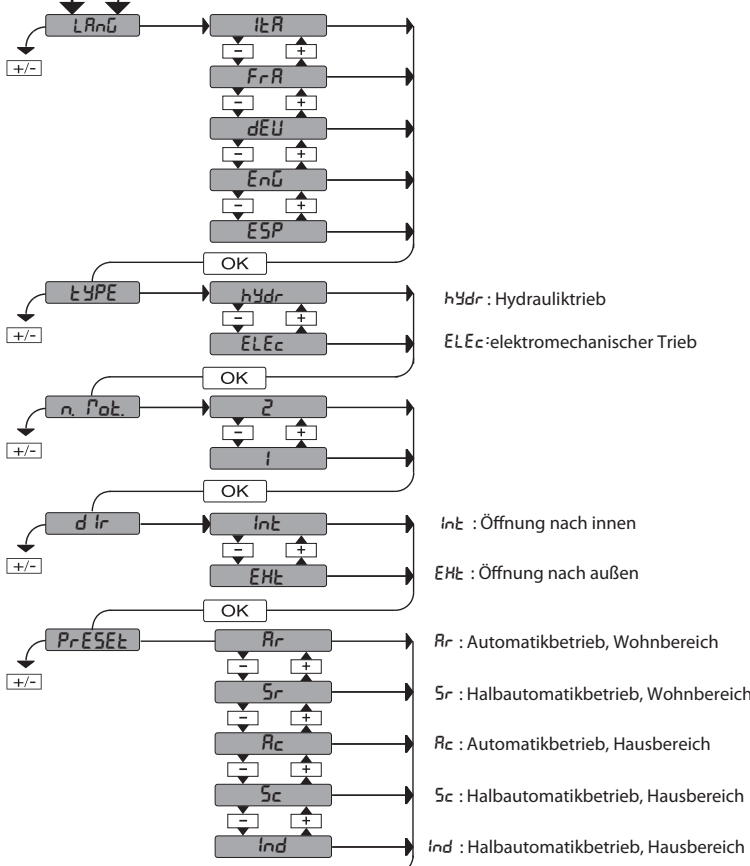 LAnG ItA
- +
+/-
FrA
- +
dEU
- +
EnG
- +
ESP
OK
tYPE hYdr hYdr : Hydrauliktrieb
+/- - +
ELEc ELEc:elektromechanischer Trieb
OK
n. Mot. 2
+/- - +
1
OK
dIr Int Int : Öffnung nach innen
+/- - +
EHt EHt : Öffnung nach außen
OK
PrESEt Ar Ar : Automatikbetrieb, Wohnbereich
+/- - +
Sr Sr : Halbautomatikbetrieb, Wohnbereich
- +
Ac Ac : Automatikbetrieb, Hausbereich
- +
Sc Sc : Halbautomatikbetrieb, Hausbereich
- +
Ind Ind : Halbautomatikbetrieb, Hausbereich